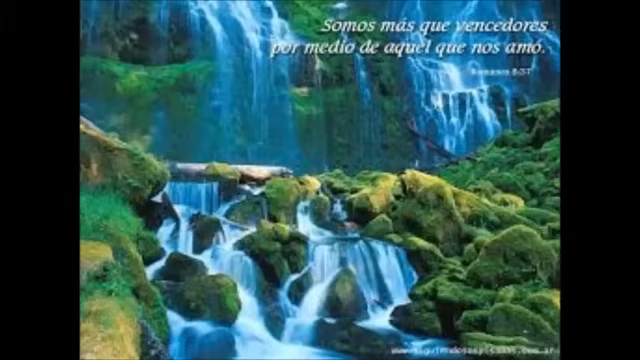 Somos más que vencedores
por medio de aquel que nos amó.
Romanos 8:37